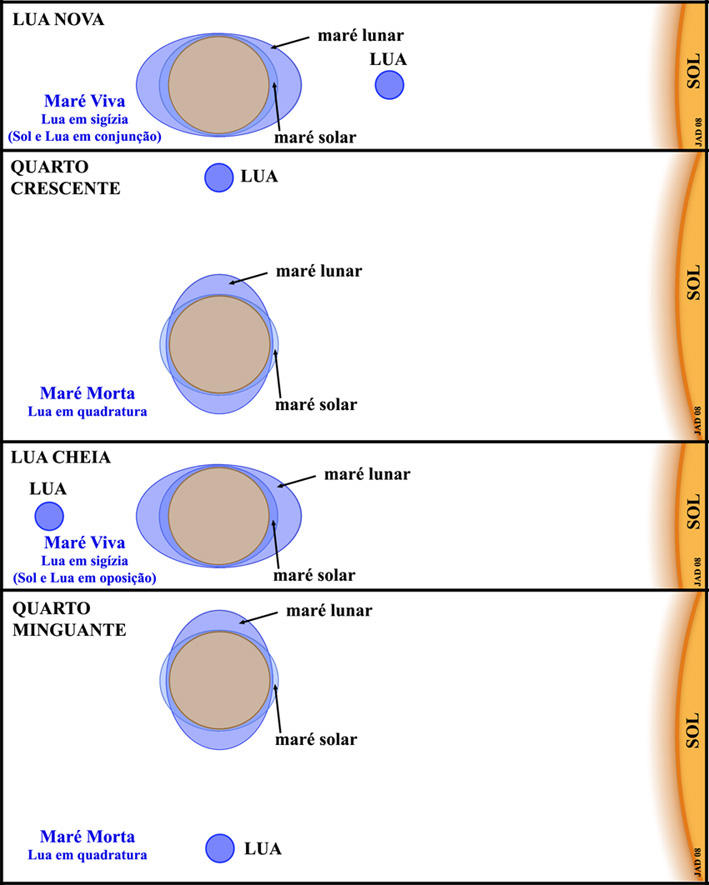 LUA NOVA
maré lunar
LUA
Maré Viva
Lua em sigízia
(Sol e Lua em conjunção)
maré solar
SOL
JAD 08
QUARTO
CRESCENTE
LUA
maré lunar
SOL
Maré Morta
Lua em quadratura
maré solar
JAD 08
LUA CHEIA
maré lunar
LUA
Maré Viva
Lua em sigízia
(Sol e Lua em oposição)
maré solar
SOL
JAD 08
QUARTO
MINGUANTE
maré lunar
maré solar
SOL
Maré Morta
Lua em quadratura
LUA
JAD 08